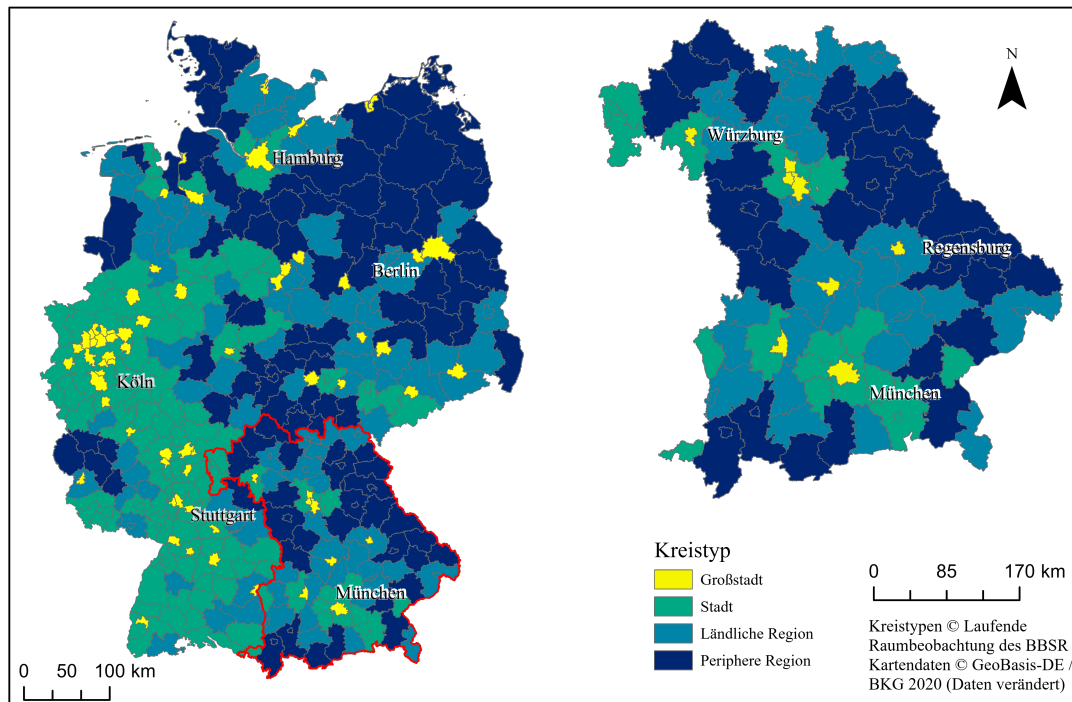 Hamburg
Berlin
Köln
Stuttgart
München
0 50 100 km
N
Würzburg
Regensburg
München
Kreistyp
Großstadt
Stadt
Ländliche Region
Periphere Region
0 85 170 km
Kreistypen © Laufende
Raumbeobachtung des BBSR
Kartendaten © GeoBasis-DE /
BKG 2020 (Daten verändert)